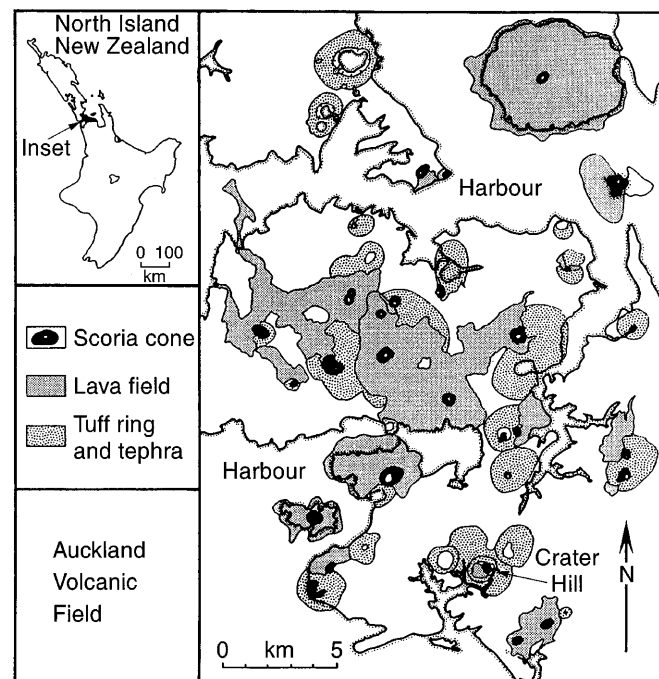 North Island
New Zealand
Inset
0 100
km
Scoria cone
Lava field
Tuff ring
and tephra
Auckland
Volcanic
Field
Harbour
Harbour
Crater
Hill
N
0 km 5